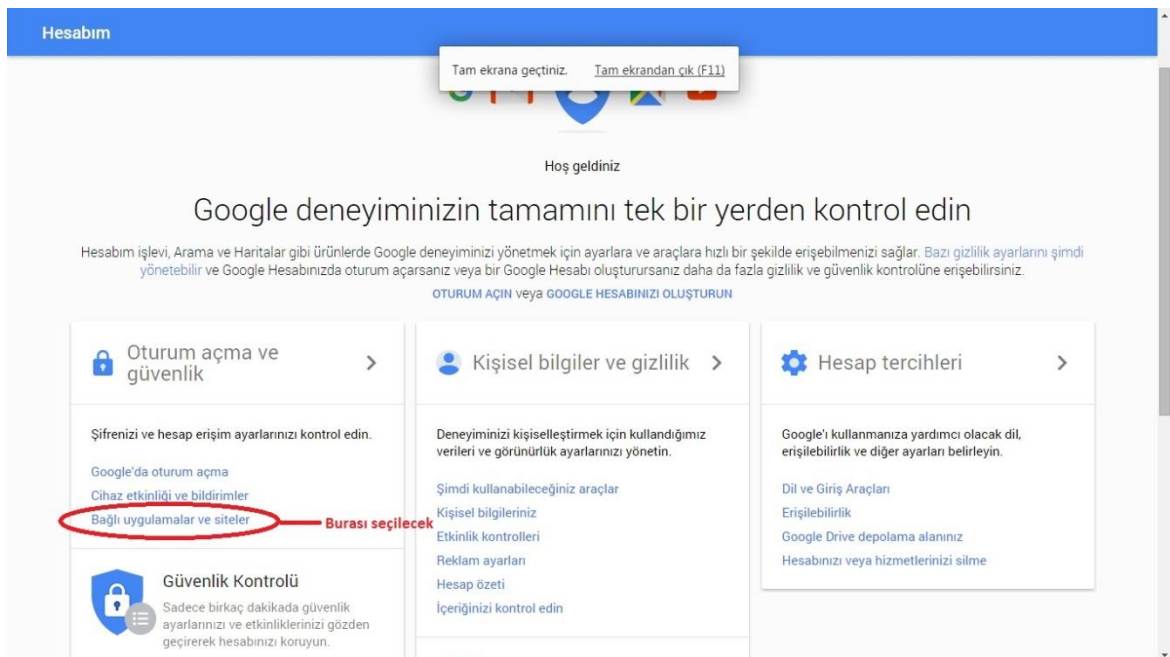 Hesabım
Tam ekrana geçtiniz. Tam ekrandan çık (F11)
Hoş geldiniz
Google deneyiminizin tamamını tek bir yerden kontrol edin
Hesabım işlevi, Arama ve Haritalar gibi ürünlerde Google deneyiminizi yönetmek için ayarlara ve araçlara hızlı bir şekilde erişebilmenizi sağlar. Bazı gizlilik ayarlarını şimdi
yönetebilir ve Google Hesabınızda oturum açarsanız veya bir Google Hesabı oluşturursanız daha da fazla gizlilik ve güvenlik kontrolüne erişebilirsiniz.
OTURUM AÇIN veya GOOGLE HESABINIZI OLUŞTURUN
Oturum açma ve
güvenlik
Şifrenizi ve hesap erişim ayarlarınızı kontrol edin.
Google'da oturum açma
Cihaz etkinliği ve bildirimler
Bağlı uygulamalar ve siteler
Burası seçilecek
Güvenlik Kontrolü
Sadece birkaç dakikada güvenlik
ayarlarınızı ve etkinliklerinizi gözden
geçirerek hesabınızı koruyun.
Kişisel bilgiler ve gizlilik
Deneyiminizi kişiselleştirmek için kullandığımız
verileri ve görünürlük ayarlarınızı yönetin.
Şimdi kullanabileceğiniz araçlar
Kişisel bilgileriniz
Etkinlik kontrolleri
Reklam ayarları
Hesap özeti
İçeriğinizi kontrol edin
Hesap tercihleri
Google'ı kullanmanıza yardımcı olacak dil,
erişilebilirlik ve diğer ayarları belirleyin.
Dil ve Giriş Araçları
Erişilebilirlik
Google Drive depolama alanınız
Hesabınızı veya hizmetlerinizi silme